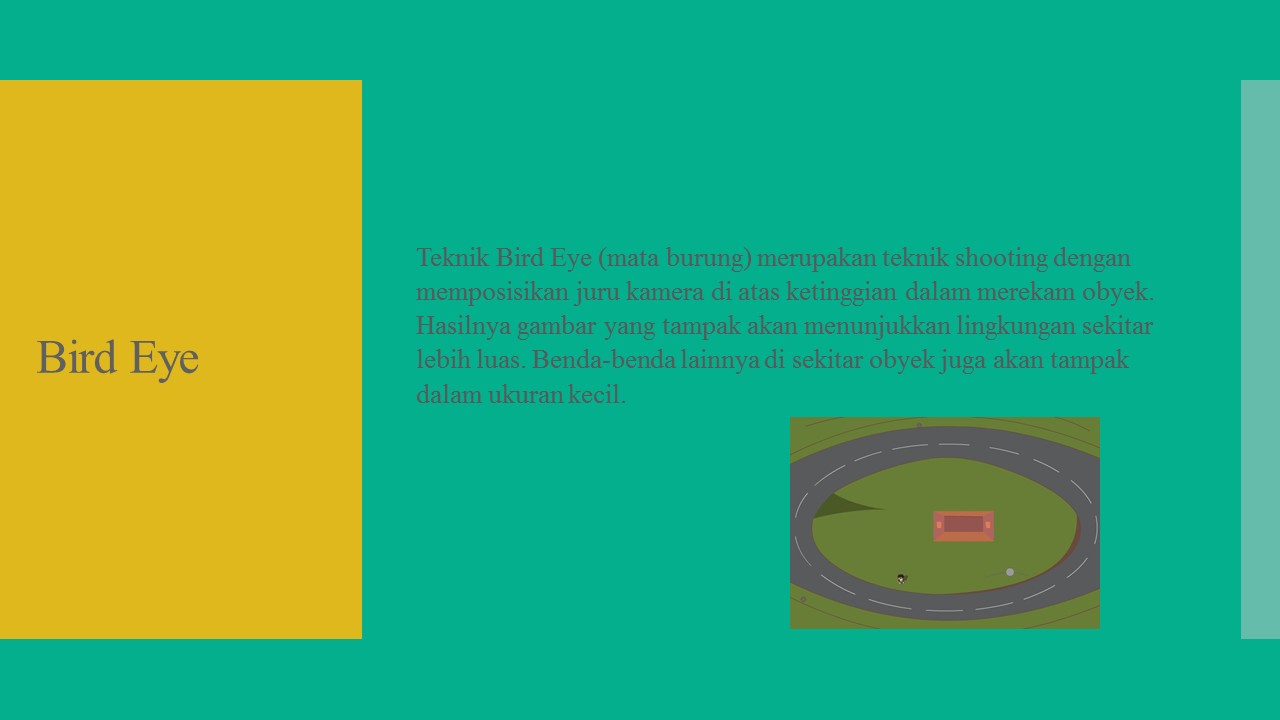 Bird Eye
Teknik Bird Eye (mata burung) merupakan teknik shooting dengan
memposisikan juru kamera di atas ketinggian dalam merekam obyek.
Hasilnya gambar yang tampak akan menunjukkan lingkungan sekitar
lebih luas. Benda-benda lainnya di sekitar obyek juga akan tampak
dalam ukuran kecil.